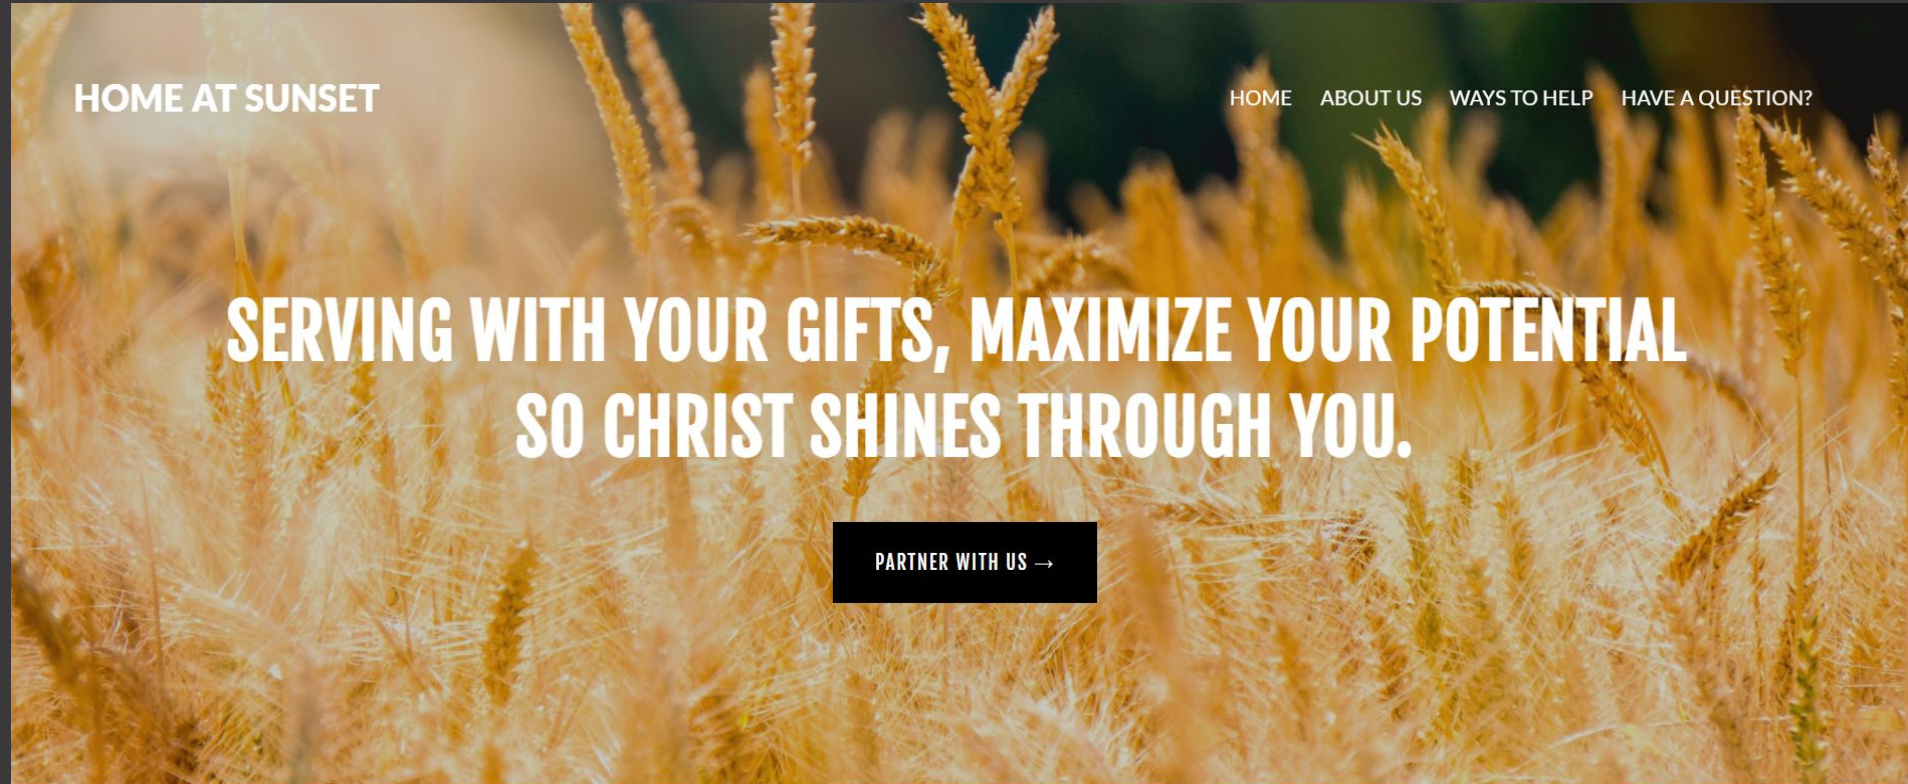 HOME AT SUNSET
HOME ABOUT US WAYS TO HELP HAVE A QUESTION?
SERVING WITH YOUR GIFTS, MAXIMIZE YOUR POTENTIAL
SO CHRIST SHINES THROUGH YOU.
PARTNER WITH US →